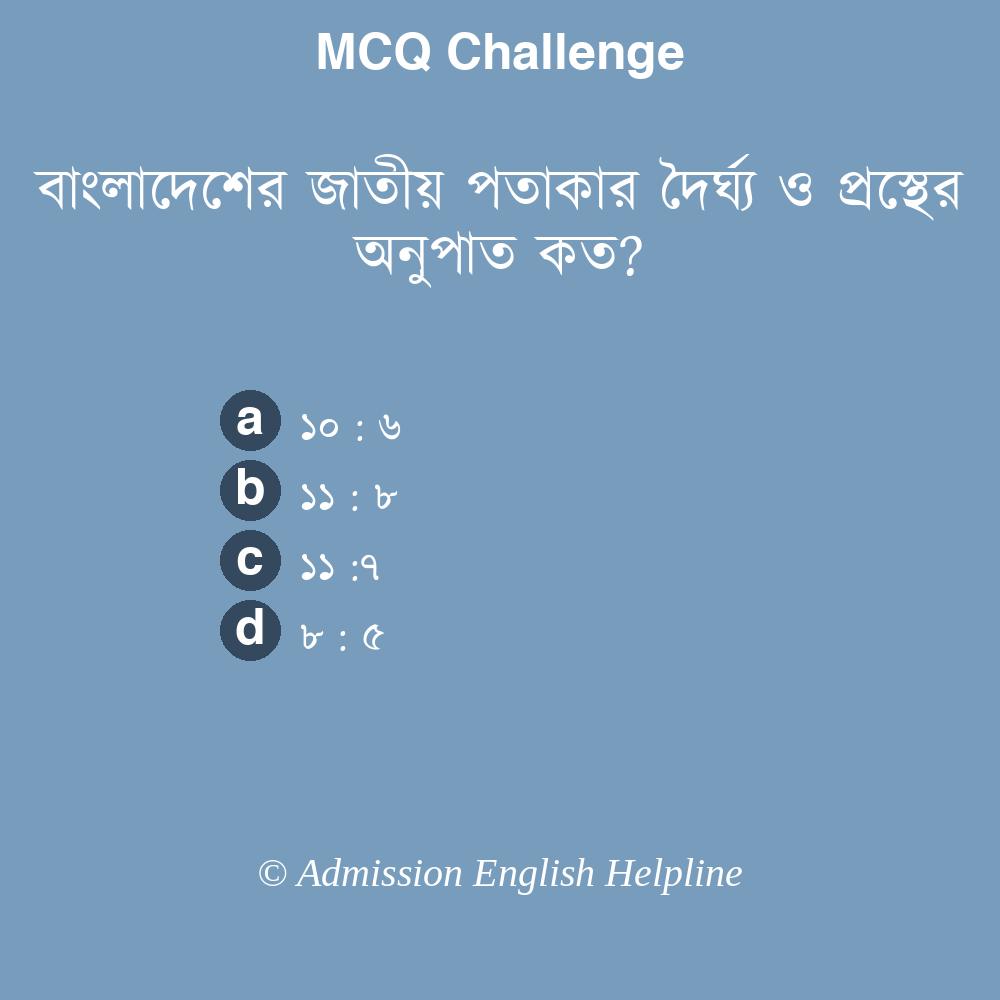 MCQ Challenge
বাংলাদেশের জাতীয় পতাকার দৈর্ঘ্য ও প্রস্থের
অনুপাত কত?
a ১০ : ৬
b ১১ : ৮
c ১১ :৭
d ৮ : ৫
© Admission English Helpline